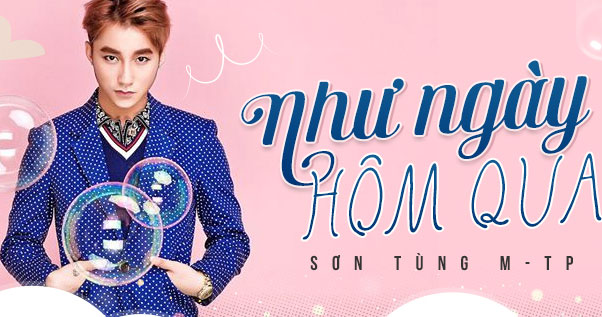 như ngày
HÔM QUA
SƠN TÙNG M-TP